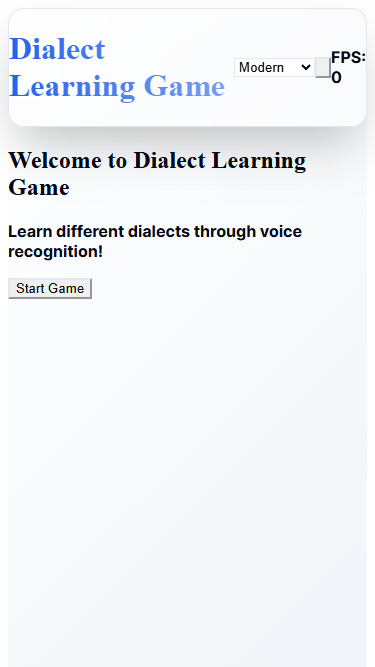 Dialect
Learning Game
Modern
FPS:
0
Welcome to Dialect Learning
Game
Learn different dialects through voice
recognition!
Start Game